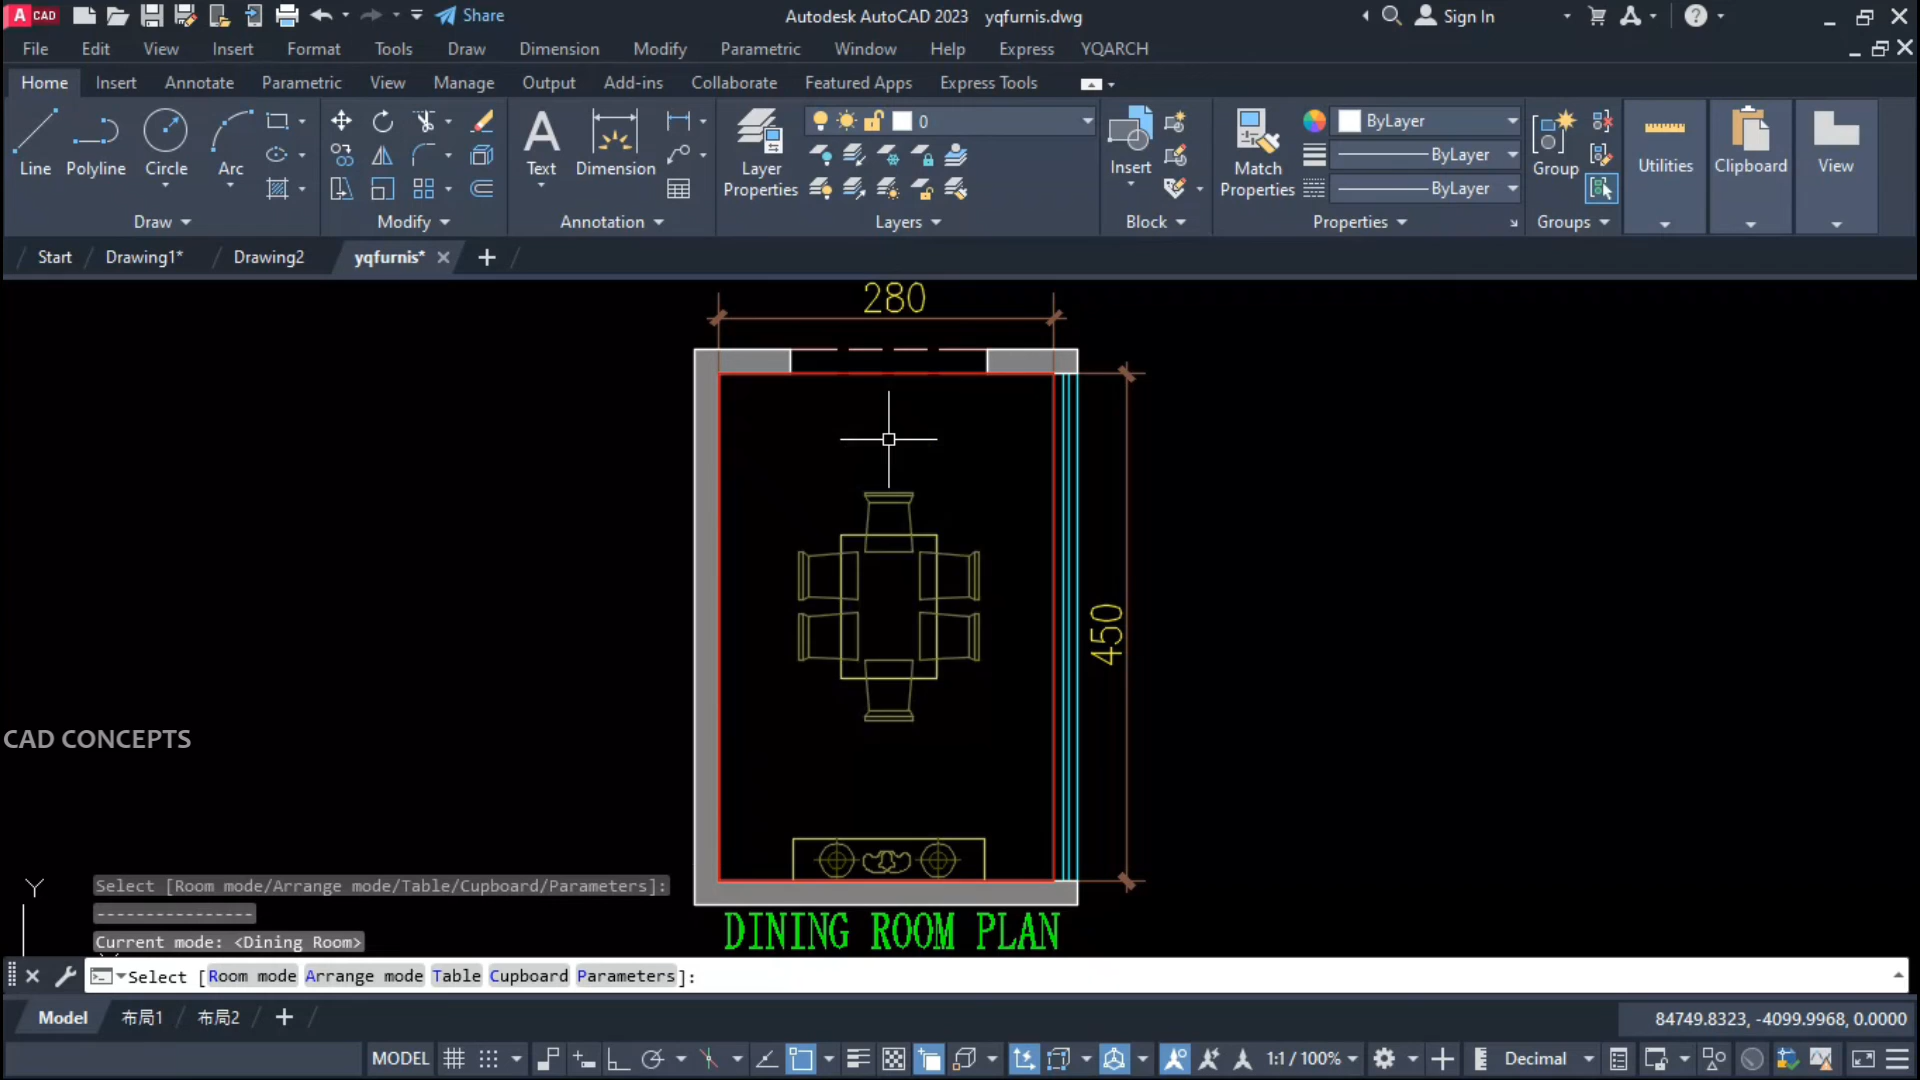 A CAD Share Autodesk AutoCAD 2023 yqfurnis.dwg Sign In
File Edit View Insert Format Tools Draw Dimension Modify Parametric Window Help Express YQARCH
Home Insert Annotate Parametric View Manage Output Add-ins Collaborate Featured Apps Express Tools
0 ByLayer
ByLayer
Line Polyline Circle Arc Text Dimension Layer Properties Insert Match Properties ByLayer Group Utilities Clipboard View
Draw Modify Annotation Layers Block Properties Groups
Start Drawing1* Drawing2 yqfurnis*
280
450
CAD CONCEPTS
Y
Select [Room mode/Arrange mode/Table/Cupboard/Parameters]:
----------------
Current mode: <Dining Room>
DINING ROOM PLAN
Select [Room mode Arrange mode Table Cupboard Parameters]:
Model 布局1 布局2 84749.8323, -4099.9968, 0.0000
MODEL 1:1 / 100% Decimal